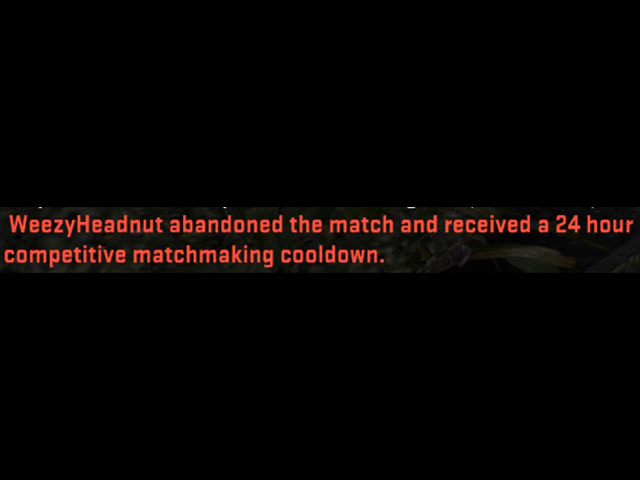 WeezyHeadnut abandoned the match and received a 24 hour
competitive matchmaking cooldown.